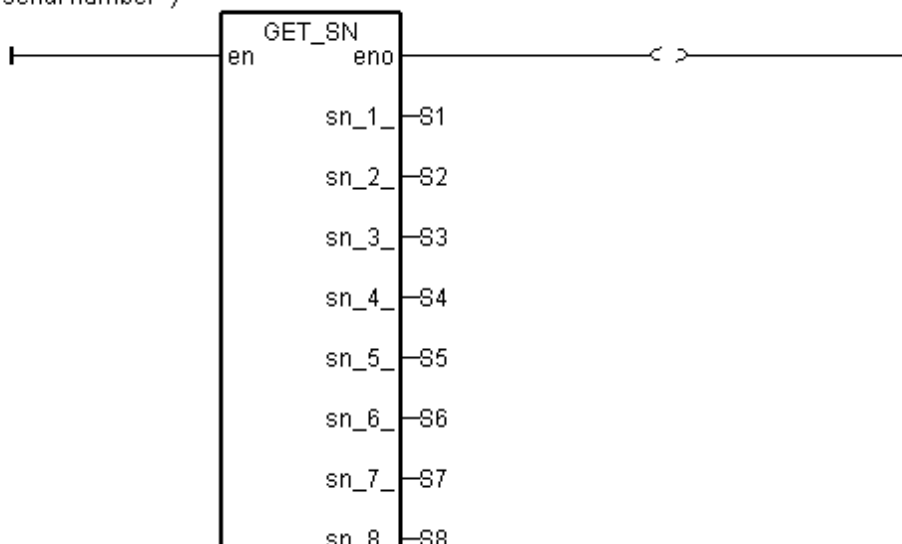 serial number )
GET_SN
en eno
sn_1_ S1
sn_2_ S2
sn_3_ S3
sn_4_ S4
sn_5_ S5
sn_6_ S6
sn_7_ S7
sn_8_ S8